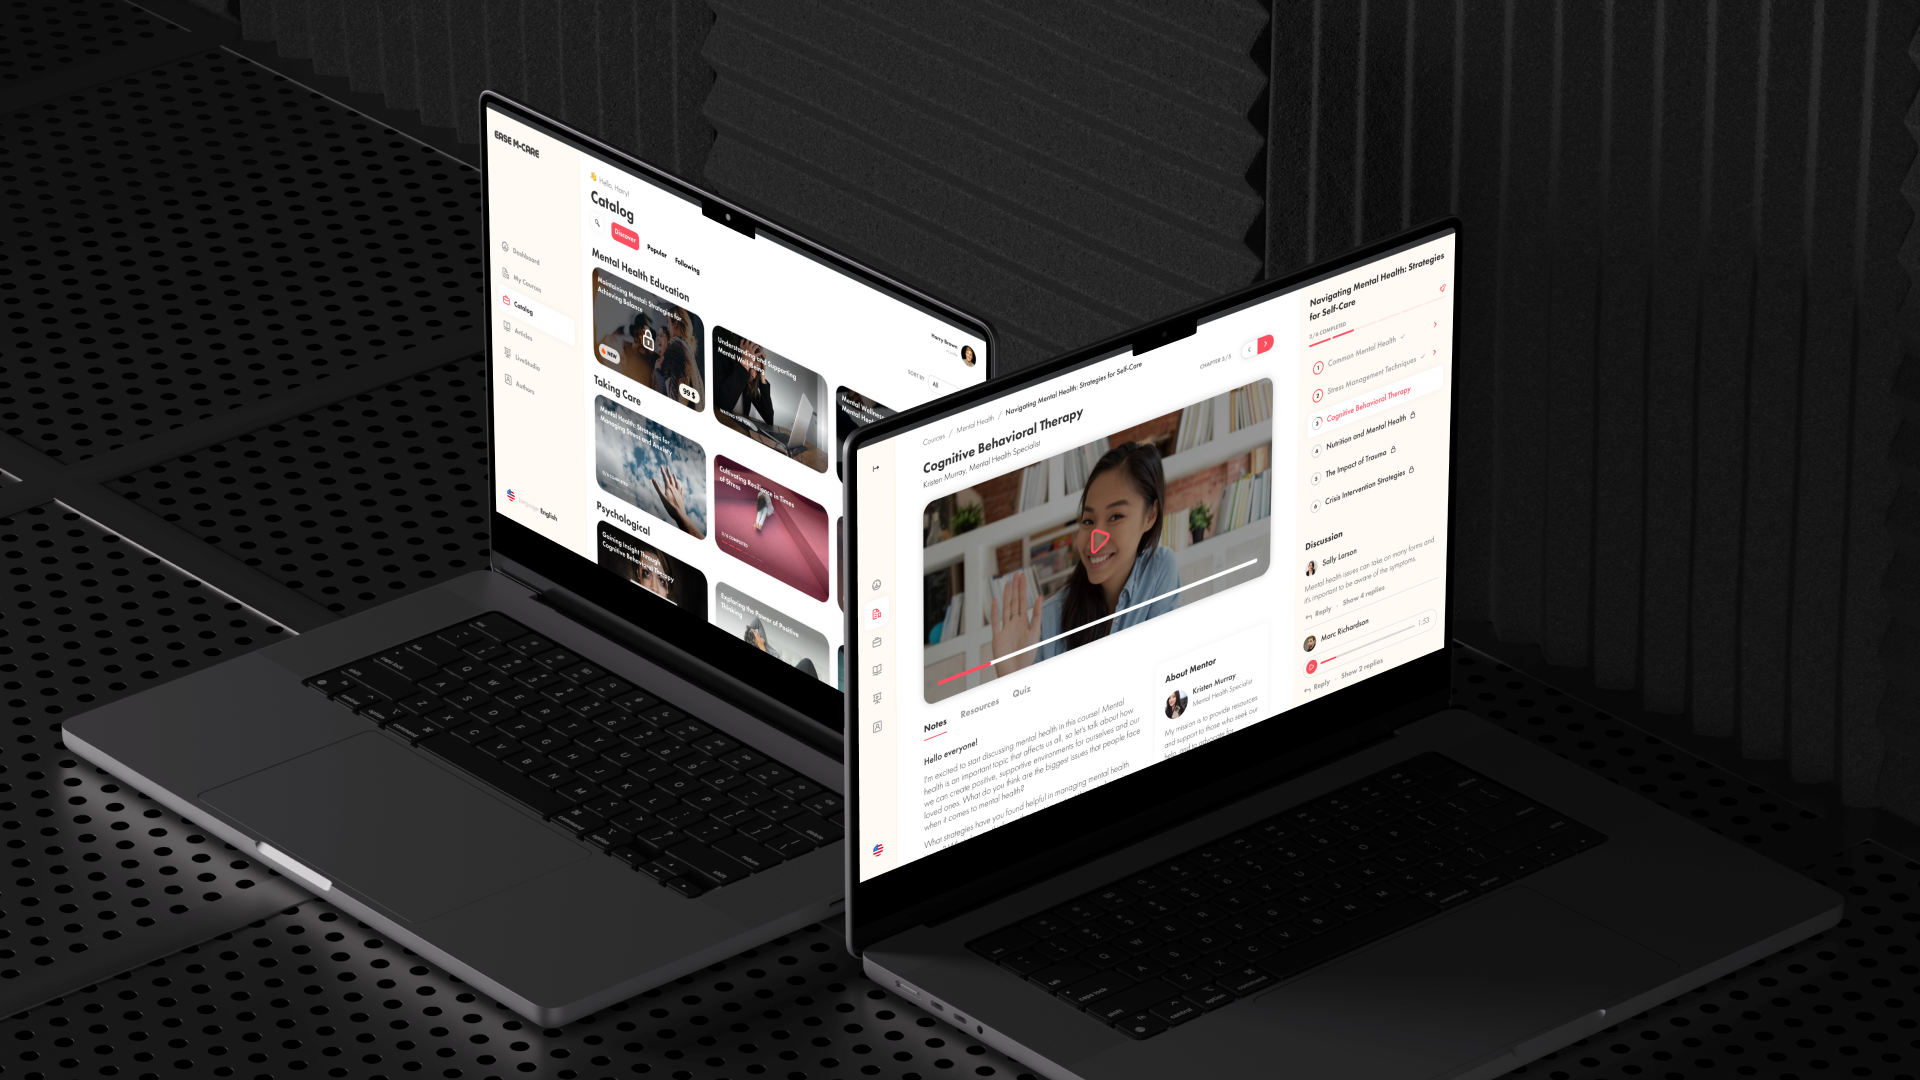 EASE M-CARE
Dashboard
My Courses
Catalog
Articles
LiveStudio
Authors
Language: English
Hello, Harry!
Catalog
Discover
Popular
Following
Harry Brown
SORT BY
All
Mental Health Education
Maintaining Mental: Strategies for
Achieving Balance
NEW
99 $
Understanding and Supporting
Mental Well-Being
Mental Wellness
Mental Health
Taking Care
Mental Health: Strategies for
Managing Stress and Anxiety
0/6 COMPLETED
Cultivating Resilience in Times
of Stress
0/6 COMPLETED
Psychological
Gaining Insight Through
Cognitive Behavioral Therapy
Exploring the Power of Positive
Thinking
Courses / Mental Health / Navigating Mental Health: Strategies for Self-Care
CHAPTER 3/5
Cognitive Behavioral Therapy
Kristen Murray, Mental Health Specialist
Notes
Resources
Quiz
Hello everyone!
I'm excited to start discussing mental health in this course! Mental
health is an important topic that affects us all, so let's talk about how
we can create positive, supportive environments for ourselves and our
loved ones. What do you think are the biggest issues that people face
when it comes to mental health?
What strategies have you found helpful in managing mental health
About Mentor
Kristen Murray
Mental Health Specialist
My mission is to provide resources
and support to those who seek our
help, and to advocate for
Navigating Mental Health: Strategies
for Self-Care
2/6 COMPLETED
1 Common Mental Health
2 Stress Management Techniques
3 Cognitive Behavioral Therapy
4 Nutrition and Mental Health
5 The Impact of Trauma
6 Crisis Intervention Strategies
Discussion
Sally Larson
Mental health issues can take on many forms and
it's important to be aware of the symptoms.
Reply · Show 4 replies
Marc Richardson
1:53
Reply · Show 2 replies